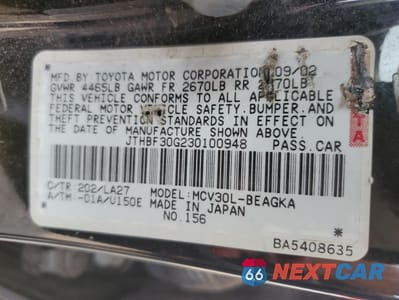 MFD.BY:TOYOTA MOTOR CORPORATION 09/02
GVWR 4465LB GAWR FR 2670LB RR 2670LB
THIS VEHICLE CONFORMS TO ALL APPLICABLE
FEDERAL MOTOR VEHICLE SAFETY,BUMPER,AND
THEFT PREVENTION STANDARDS IN EFFECT ON THE
DATE OF MANUFACTURE SHOWN ABOVE.
JTHBF30G230100948 PASS.CAR
C/TR 202/LA27 MODEL:MCV30L-BEAGKA
A/TM -01A/U150E MADE IN JAPAN
NO.156
BA5408635
66 NEXTCAR